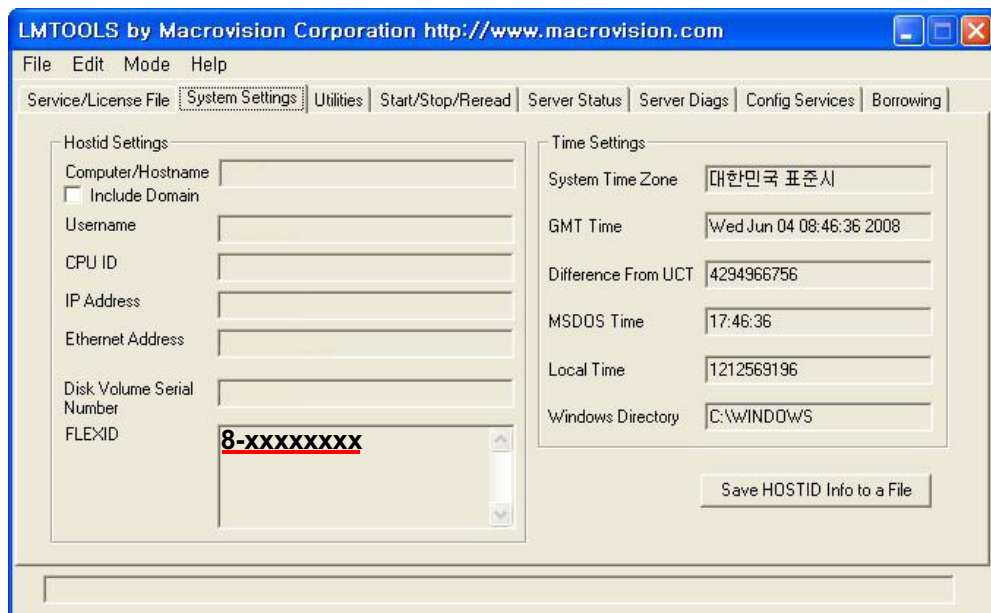 LMTOOLS by Macrovision Corporation http://www.macrovision.com
File Edit Mode Help
Service/License File System Settings Utilities Start/Stop/Reread Server Status Server Diags Config Services Borrowing
Hostid Settings
Computer/Hostname
Include Domain
Username
CPU ID
IP Address
Ethernet Address
Disk Volume Serial
Number
FLEXID 8-xxxxxxxx
Time Settings
System Time Zone 대한민국 표준시
GMT Time Wed Jun 04 08:46:36 2008
Difference From UCT 4294966756
MSDOS Time 17:46:36
Local Time 1212569196
Windows Directory C:\WINDOWS
Save HOSTID Info to a File